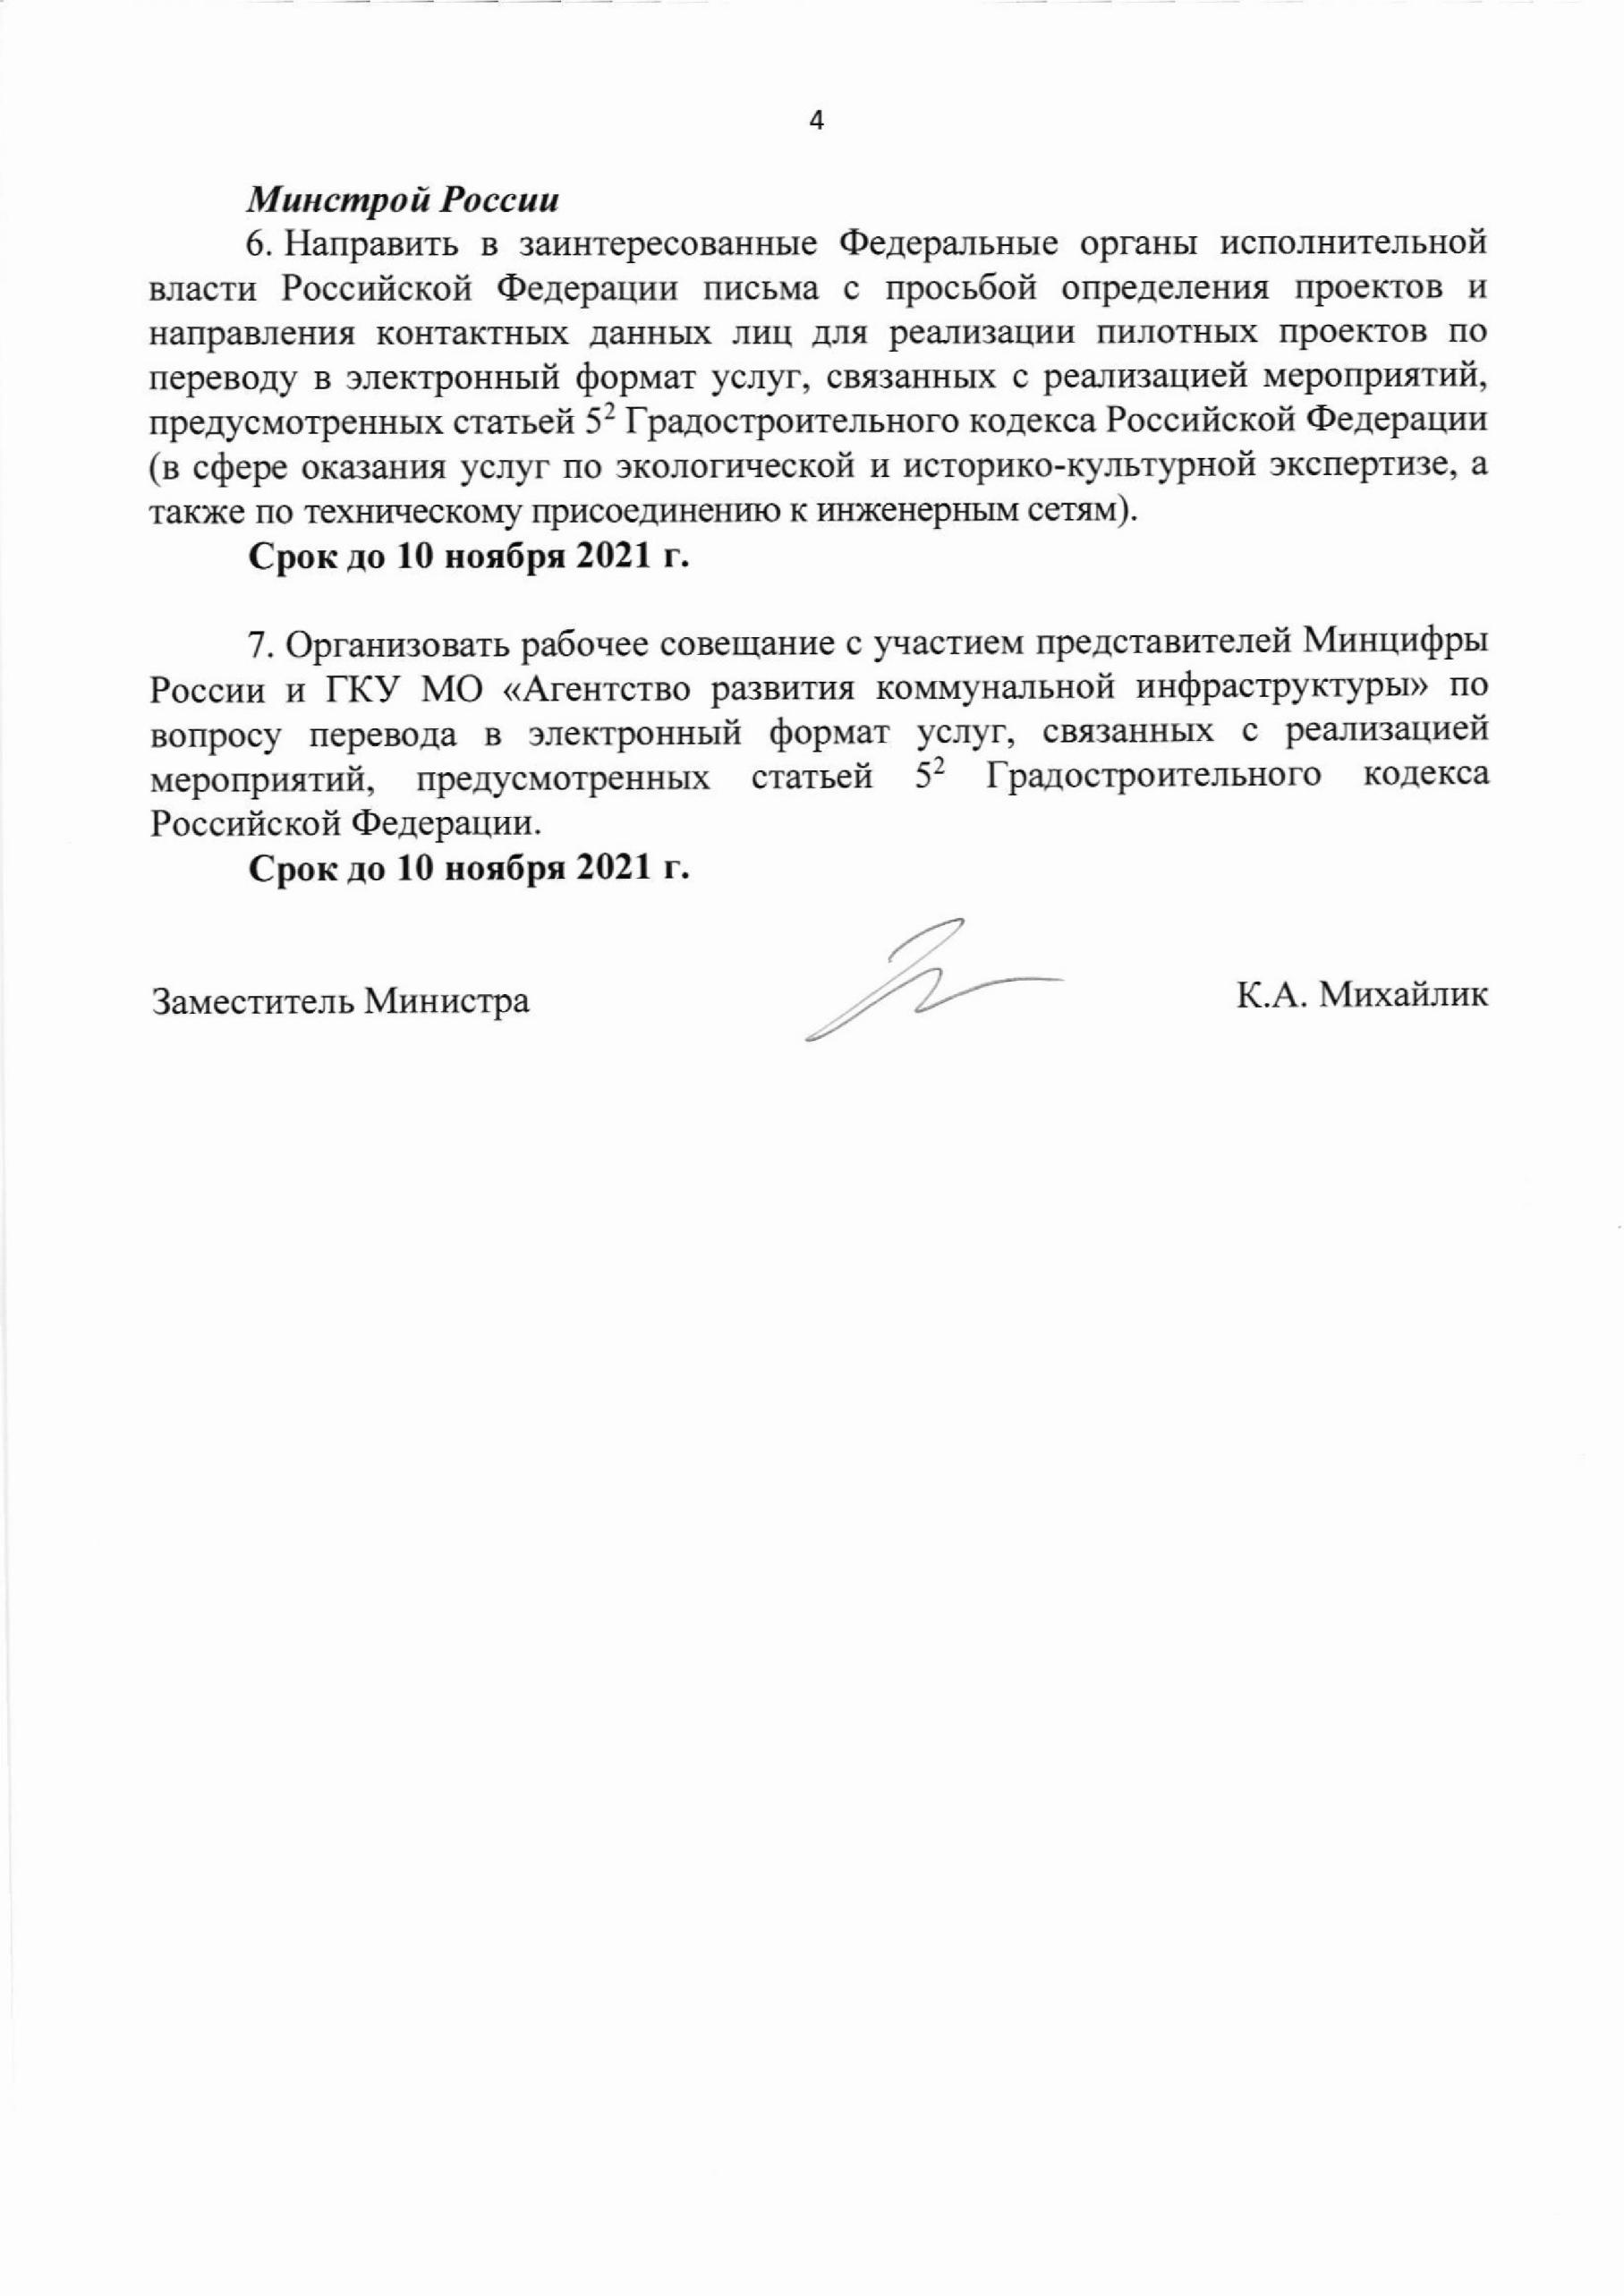 4
Минстрой России
6. Направить в заинтересованные Федеральные органы исполнительной
власти Российской Федерации письма с просьбой определения проектов и
направления контактных данных лиц для реализации пилотных проектов по
переводу в электронный формат услуг, связанных с реализацией мероприятий,
предусмотренных статьей 5² Градостроительного кодекса Российской Федерации
(в сфере оказания услуг по экологической и историко-культурной экспертизе, а
также по техническому присоединению к инженерным сетям).
Срок до 10 ноября 2021 г.
7. Организовать рабочее совещание с участием представителей Минцифры
России и ГКУ МО «Агентство развития коммунальной инфраструктуры» по
вопросу перевода в электронный формат услуг, связанных с реализацией
мероприятий, предусмотренных статьей 5² Градостроительного кодекса
Российской Федерации.
Срок до 10 ноября 2021 г.
Заместитель Министра К.А. Михайлик